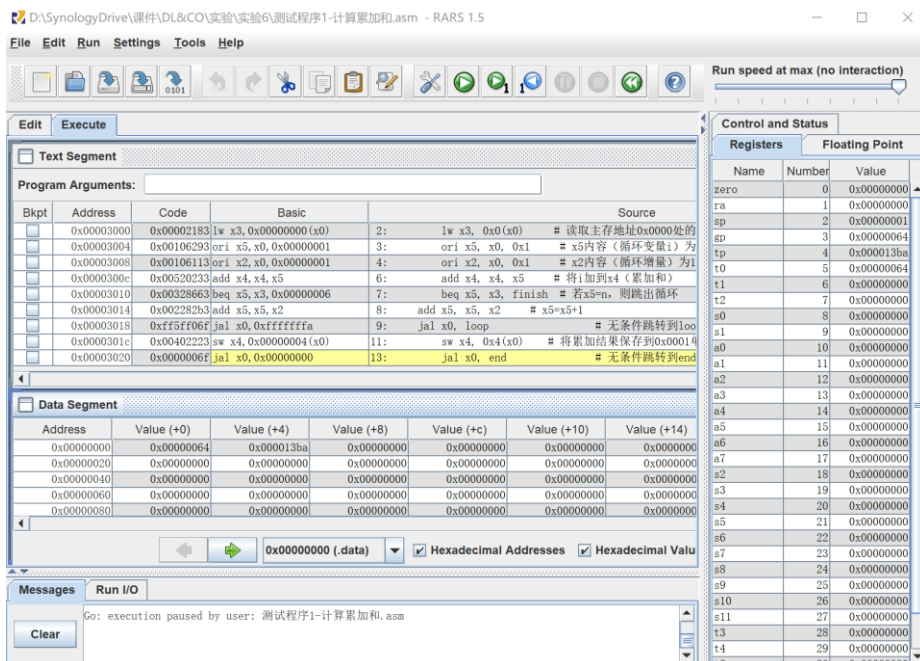 D:\SynologyDrive\课件\DL&CO\实验\实验6\测试程序1-计算累加和.asm - RARS 1.5
File Edit Run Settings Tools Help
Run speed at max (no interaction)
Edit Execute
Text Segment
Program Arguments:
Bkpt Address Code Basic Source
0x00003000 0x00002183 lw x3,0x00000000(x0) 2: lw x3, 0x0(x0) # 读取主存地址0x0000处的
0x00003004 0x00106293 ori x5,x0,0x00000001 3: ori x5, x0, 0x1 # x5内容（循环变量i）为
0x00003008 0x00106113 ori x2,x0,0x00000001 4: ori x2, x0, 0x1 # x2内容（循环增量）为1
0x0000300c 0x00520233 add x4,x4,x5 6: add x4, x4, x5 # 将i加到x4（累加和）
0x00003010 0x00328663 beq x5,x3,0x00000006 7: beq x5, x3, finish # 若x5=n，则跳出循环
0x00003014 0x002282b3 add x5,x5,x2 8: add x5, x5, x2 # x5=x5+1
0x00003018 0xff5ff06f jal x0,0xfffffffa 9: jal x0, loop # 无条件跳转到loo
0x0000301c 0x00402223 sw x4,0x00000004(x0) 11: sw x4, 0x4(x0) # 将累加结果保存到0x0001
0x00003020 0x0000006f jal x0,0x00000000 13: jal x0, end # 无条件跳转到end
Data Segment
Address Value (+0) Value (+4) Value (+8) Value (+c) Value (+10) Value (+14)
0x00000000 0x00000064 0x000013ba 0x00000000 0x00000000 0x00000000 0x00000000
0x00000020 0x00000000 0x00000000 0x00000000 0x00000000 0x00000000 0x00000000
0x00000040 0x00000000 0x00000000 0x00000000 0x00000000 0x00000000 0x00000000
0x00000060 0x00000000 0x00000000 0x00000000 0x00000000 0x00000000 0x00000000
0x00000080 0x00000000 0x00000000 0x00000000 0x00000000 0x00000000 0x00000000
0x00000000 (.data) Hexadecimal Addresses Hexadecimal Valu
Messages Run I/O
Go: execution paused by user: 测试程序1-计算累加和.asm
Clear
Control and Status
Registers Floating Point
Name Number Value
zero 0 0x00000000
ra 1 0x00000000
sp 2 0x00000001
gp 3 0x00000064
tp 4 0x000013ba
t0 5 0x00000064
t1 6 0x00000000
t2 7 0x00000000
s0 8 0x00000000
s1 9 0x00000000
a0 10 0x00000000
a1 11 0x00000000
a2 12 0x00000000
a3 13 0x00000000
a4 14 0x00000000
a5 15 0x00000000
a6 16 0x00000000
a7 17 0x00000000
s2 18 0x00000000
s3 19 0x00000000
s4 20 0x00000000
s5 21 0x00000000
s6 22 0x00000000
s7 23 0x00000000
s8 24 0x00000000
s9 25 0x00000000
s10 26 0x00000000
s11 27 0x00000000
t3 28 0x00000000
t4 29 0x00000000